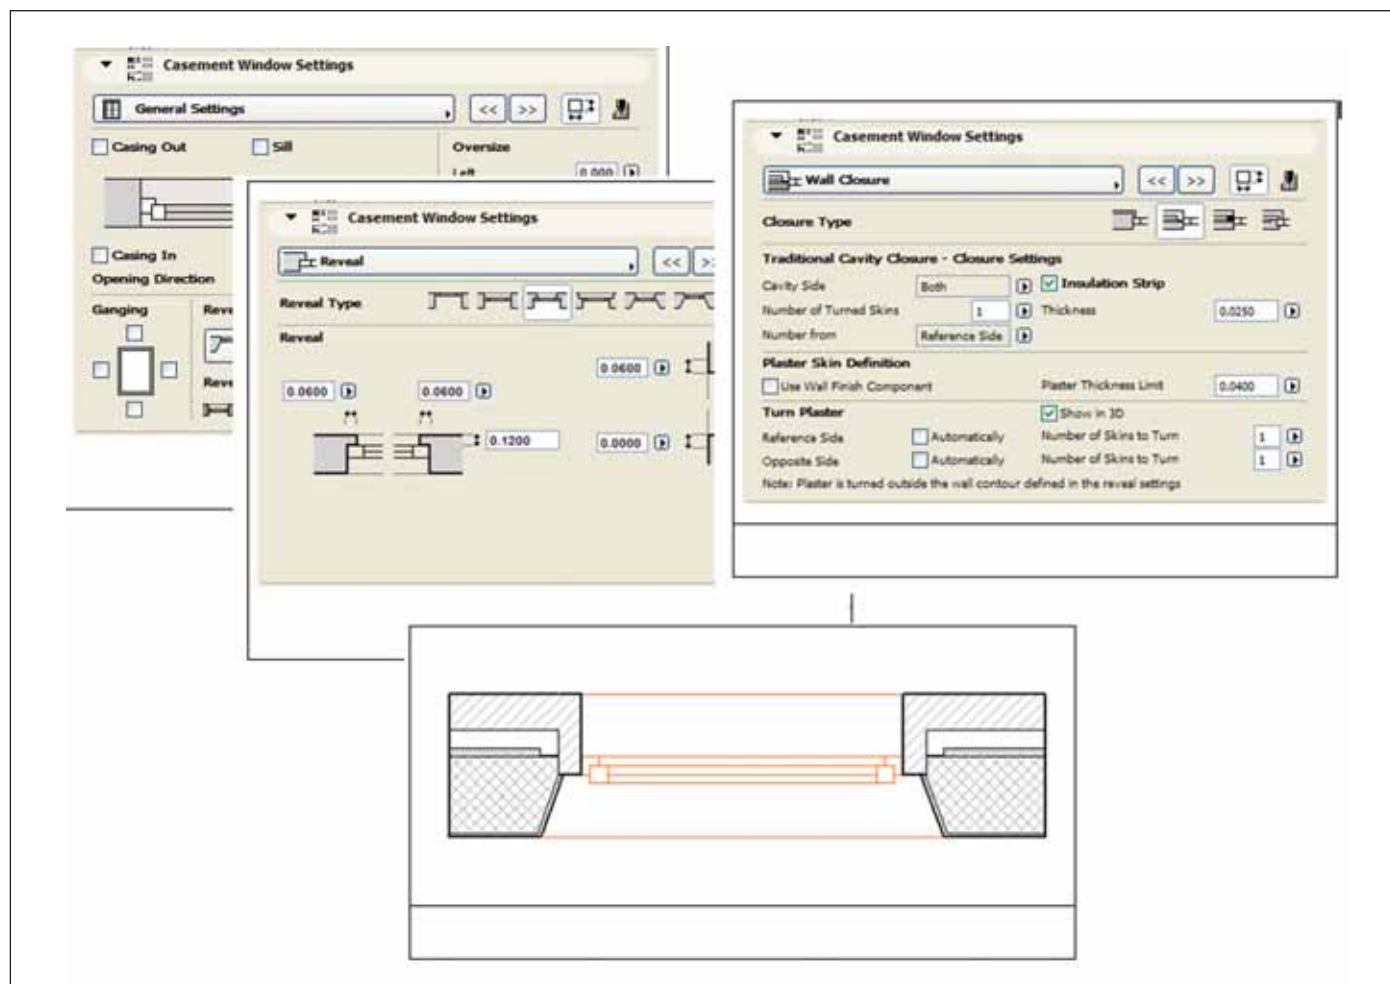 Casement Window Settings
General Settings
<< >>
Casing Out Sill Oversize
Left 0.000
Casing In
Opening Direction
Ganging Reve
Reve
Casement Window Settings
Reveal
<< >
Reveal Type
Reveal
0.0600
0.0600 0.0600
0.1200 0.0000
Casement Window Settings
Wall Closure
<< >>
Closure Type
Traditional Cavity Closure - Closure Settings
Cavity Side Both Insulation Strip
Number of Turned Skins 1 Thickness 0.0250
Number from Reference Side
Plaster Skin Definition
Use Wall Finish Component Plaster Thickness Limit 0.0400
Turn Plaster Show in 3D
Reference Side Automatically Number of Skins to Turn 1
Opposite Side Automatically Number of Skins to Turn 1
Note: Plaster is turned outside the wall contour defined in the reveal settings